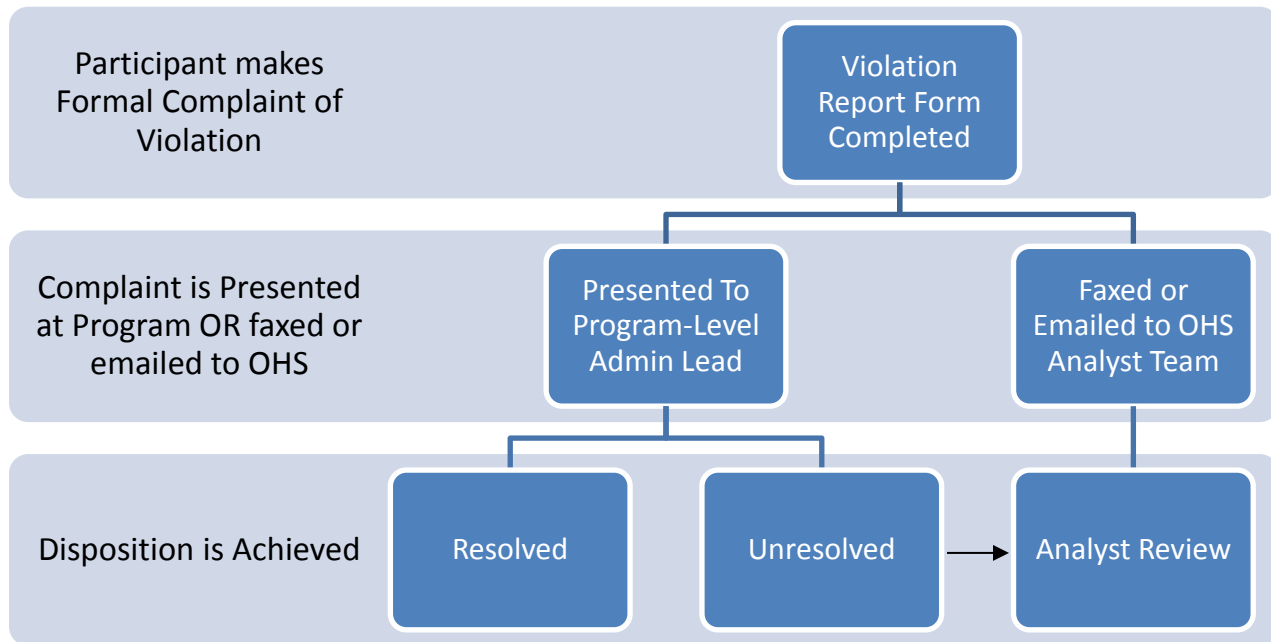 Participant makes
Formal Complaint of
Violation
Violation
Report Form
Completed
Complaint is Presented
at Program OR faxed or
emailed to OHS
Presented To
Program-Level
Admin Lead
Faxed or
Emailed to OHS
Analyst Team
Disposition is Achieved
Resolved
Unresolved
Analyst Review